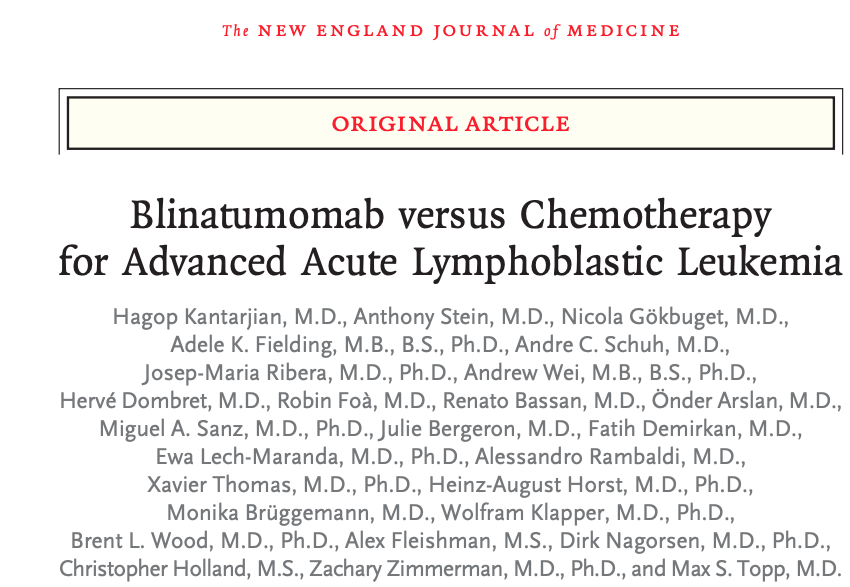 The NEW ENGLAND JOURNAL of MEDICINE
ORIGINAL ARTICLE
Blinatumomab versus Chemotherapy
for Advanced Acute Lymphoblastic Leukemia
Hagop Kantarjian, M.D., Anthony Stein, M.D., Nicola Gökbuget, M.D.,
Adele K. Fielding, M.B., B.S., Ph.D., Andre C. Schuh, M.D.,
Josep-Maria Ribera, M.D., Ph.D., Andrew Wei, M.B., B.S., Ph.D.,
Hervé Dombret, M.D., Robin Foà, M.D., Renato Bassan, M.D., Önder Arslan, M.D.,
Miguel A. Sanz, M.D., Ph.D., Julie Bergeron, M.D., Fatih Demirkan, M.D.,
Ewa Lech-Maranda, M.D., Ph.D., Alessandro Rambaldi, M.D.,
Xavier Thomas, M.D., Ph.D., Heinz-August Horst, M.D., Ph.D.,
Monika Brüggemann, M.D., Wolfram Klapper, M.D., Ph.D.,
Brent L. Wood, M.D., Ph.D., Alex Fleishman, M.S., Dirk Nagorsen, M.D., Ph.D.,
Christopher Holland, M.S., Zachary Zimmerman, M.D., Ph.D., and Max S. Topp, M.D.